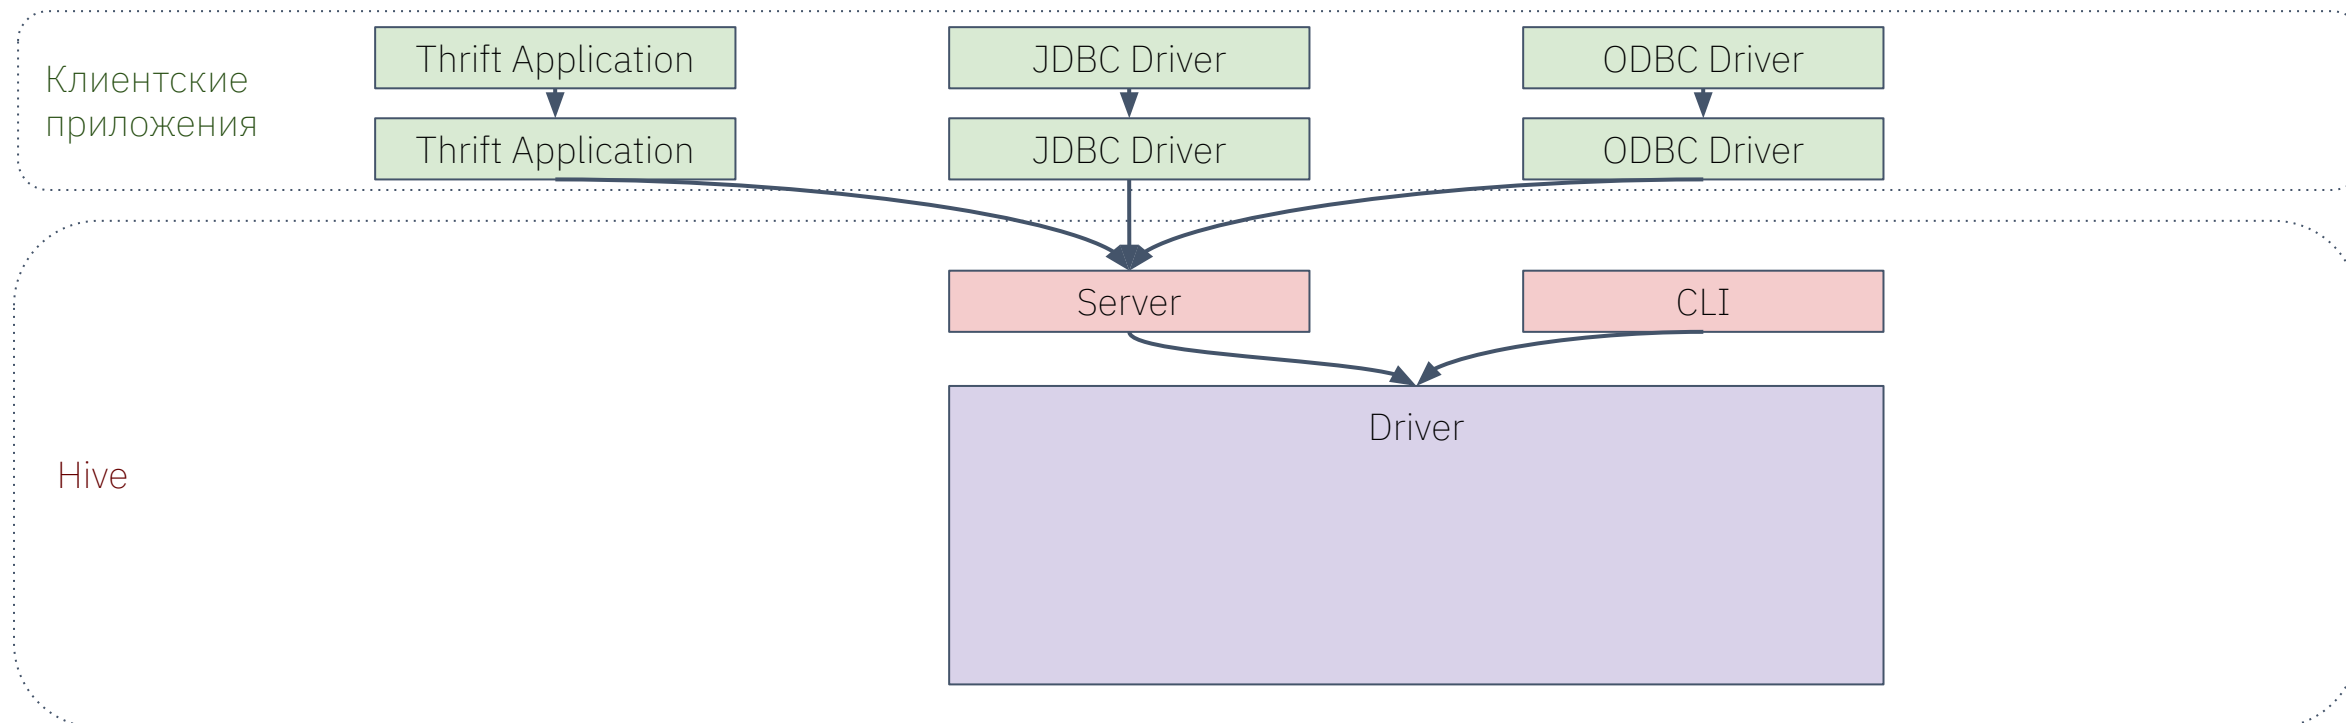 Клиентские
приложения
Thrift Application
JDBC Driver
ODBC Driver
Thrift Application
JDBC Driver
ODBC Driver
Hive
Server
CLI
Driver